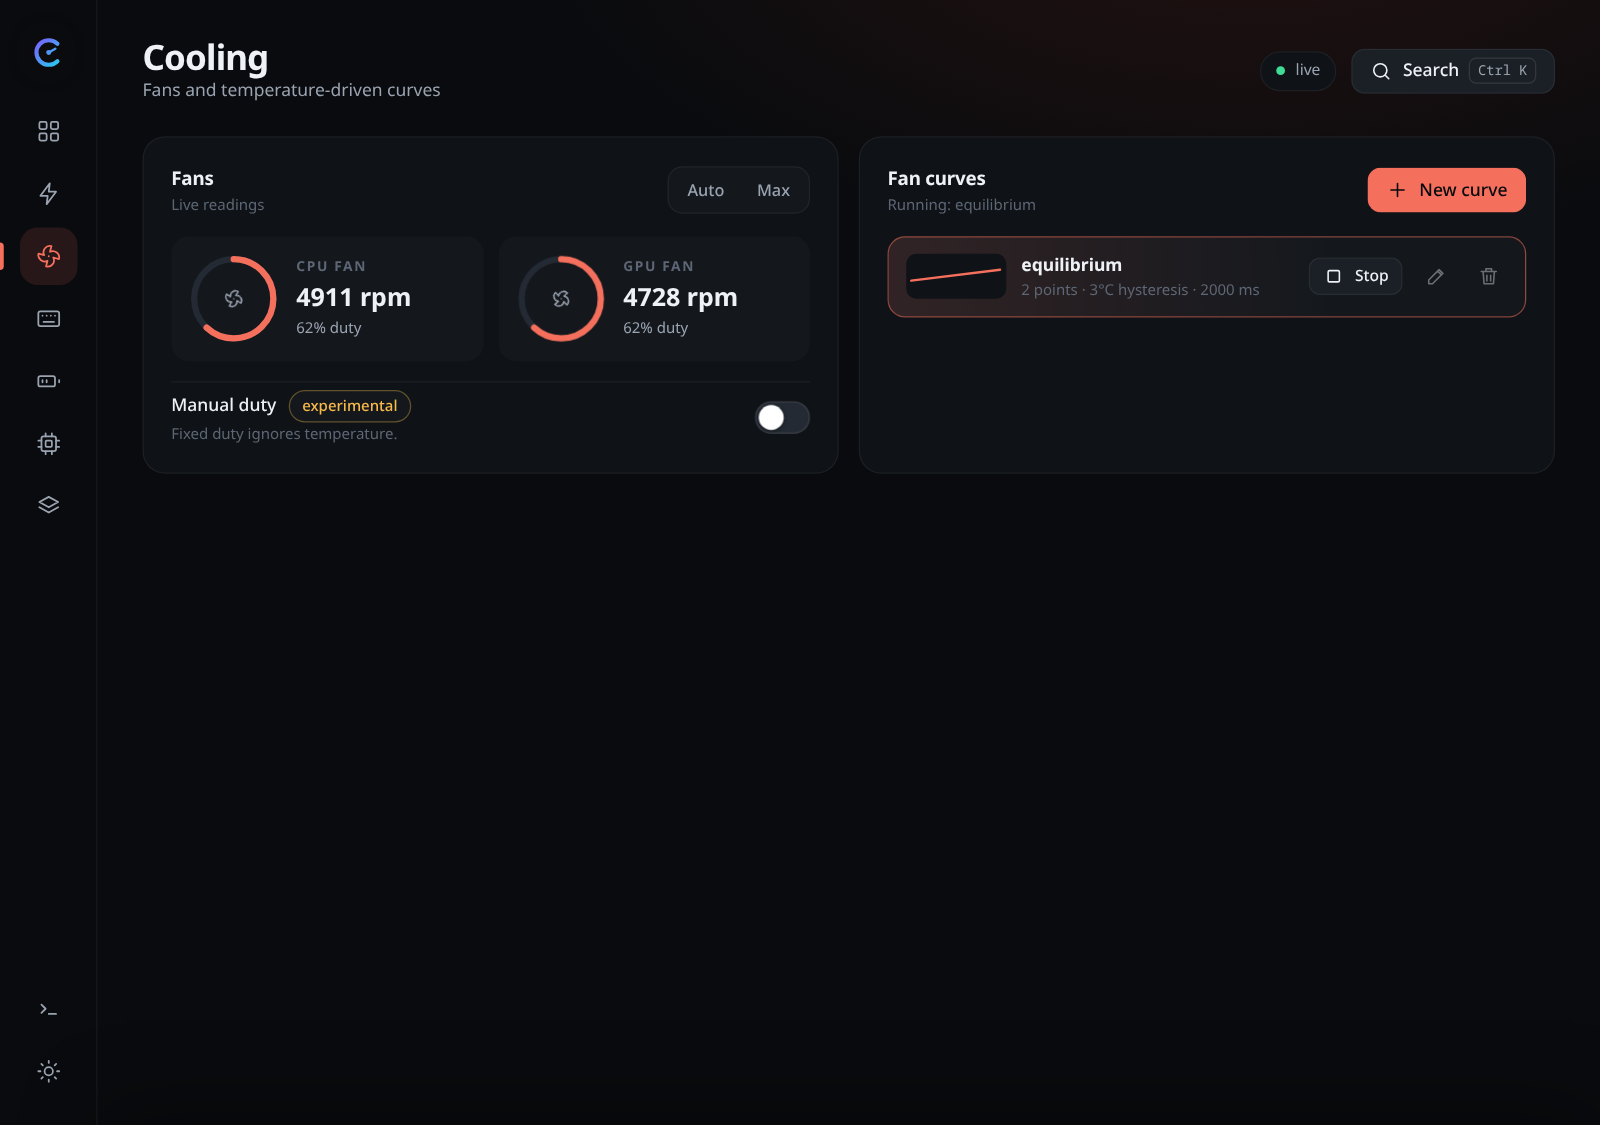 Cooling
Fans and temperature-driven curves
live
Search Ctrl K
Fans
Live readings
Auto Max
CPU FAN
4911 rpm
62% duty
GPU FAN
4728 rpm
62% duty
Manual duty experimental
Fixed duty ignores temperature.
Fan curves
Running: equilibrium
New curve
equilibrium
2 points · 3°C hysteresis · 2000 ms
Stop